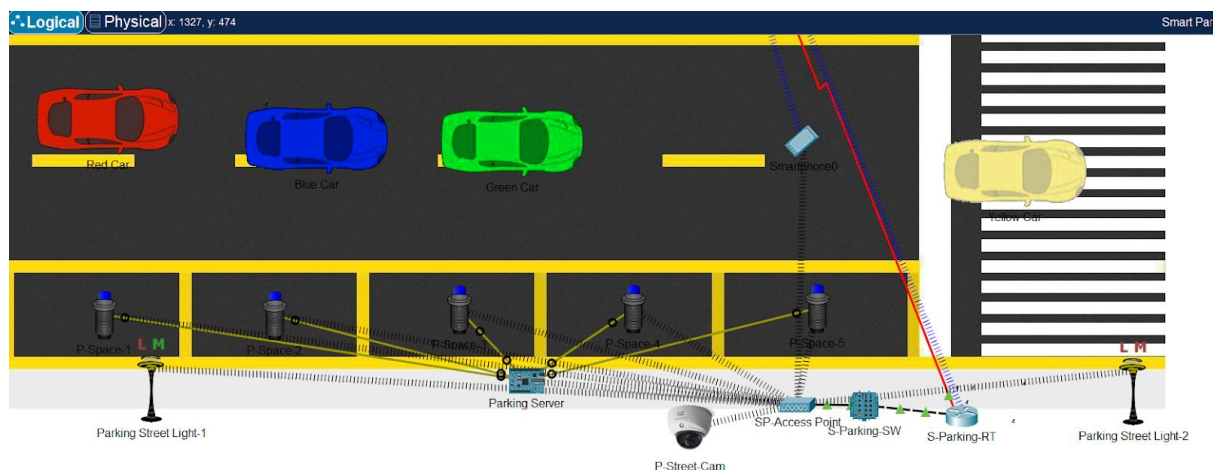 Logical Physical x: 1327, y: 474 Smart Par
Red Car
Blue Car
Green Car
Smartphone0
Yellow Car
P-Space-1
P-Space-2
P-Space-3
P-Space-4
P-Space-5
L M
L M
Parking Server
Parking Street Light-1
SP-Access Point
S-Parking-SW
S-Parking-RT
Parking Street Light-2
P-Street-Cam